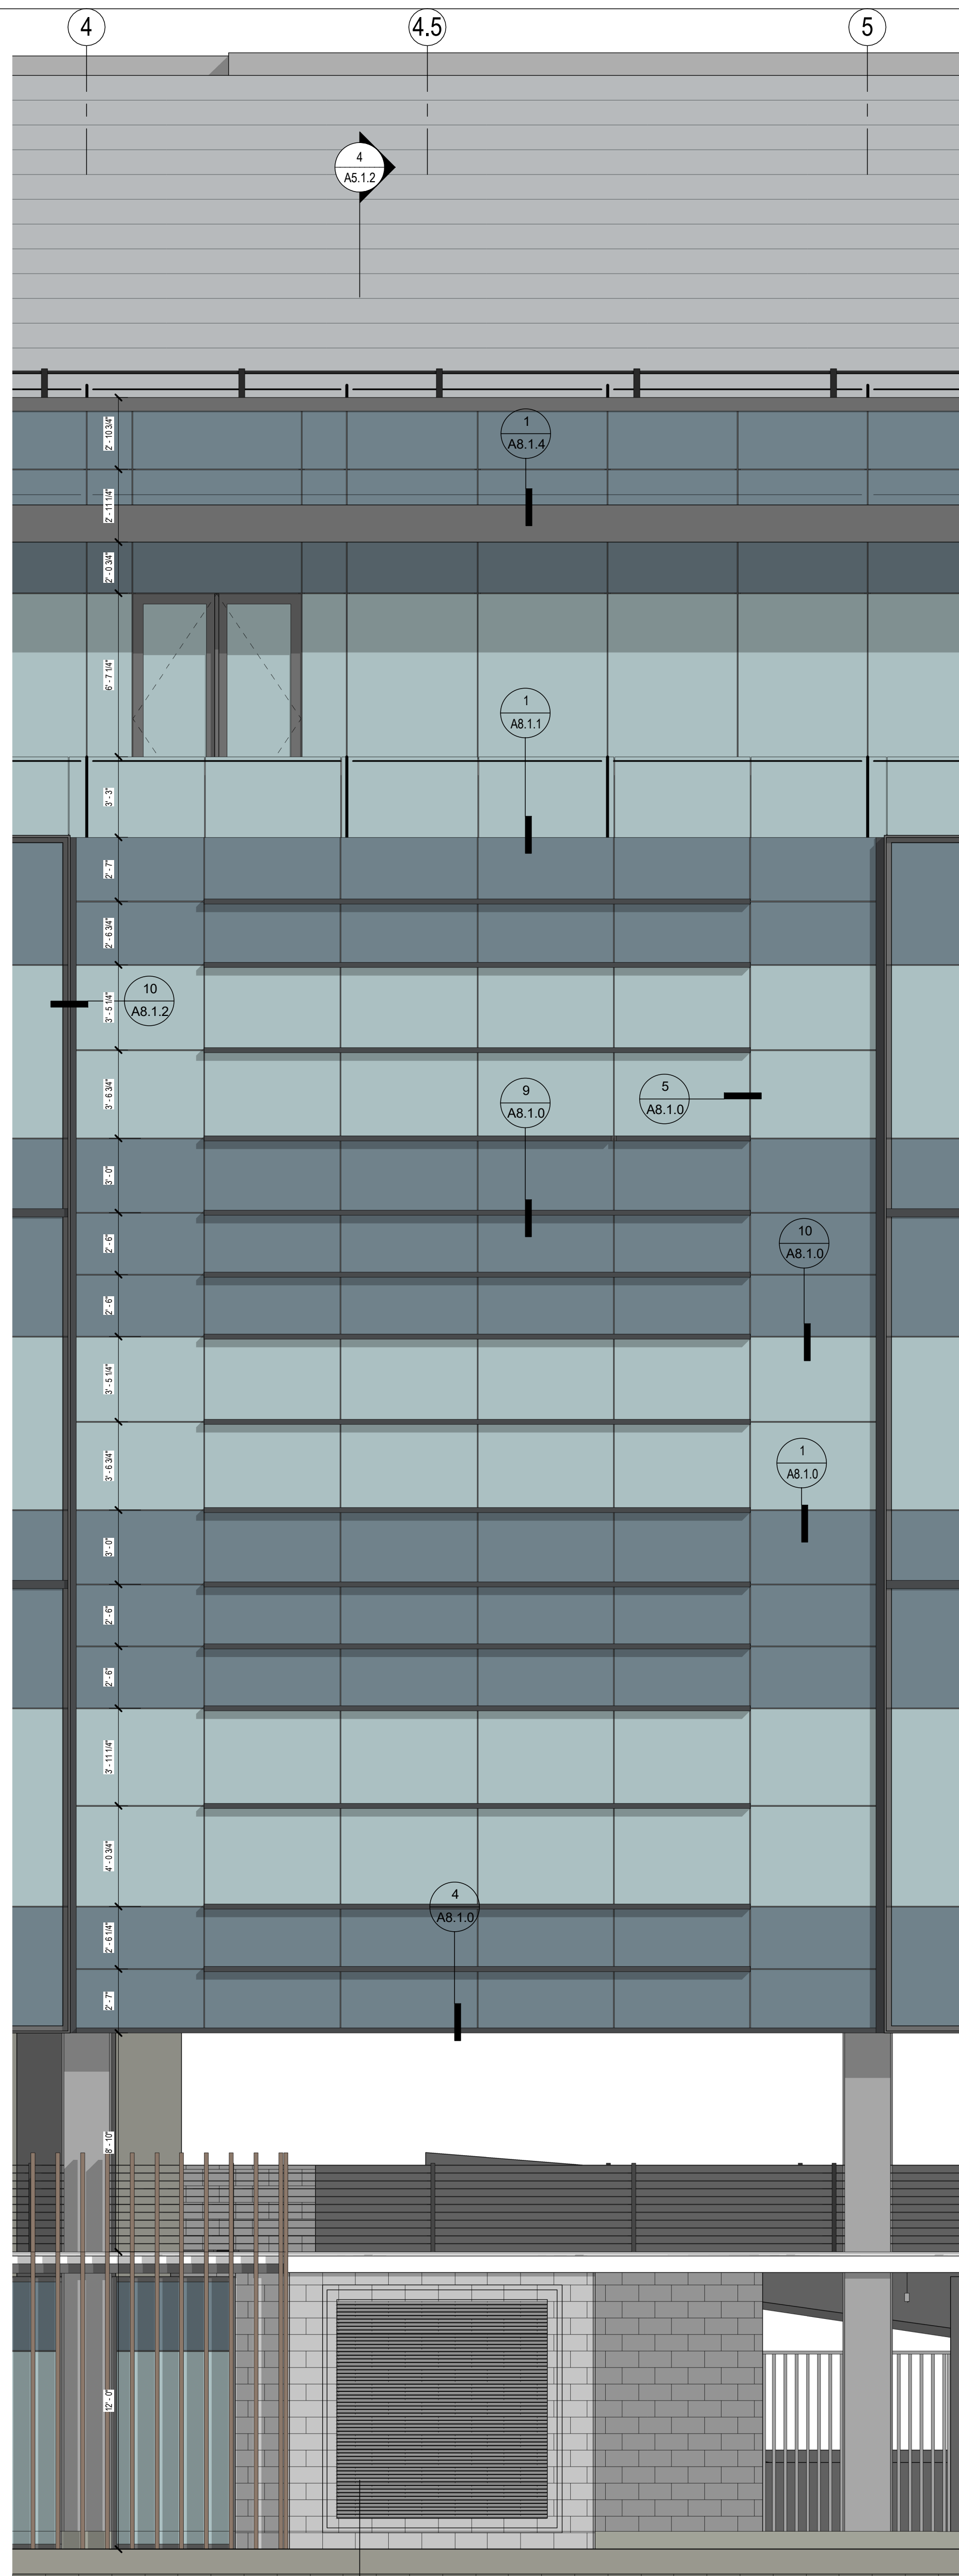 4
4.5
5
4
A5.1.2
2' - 10 3/4"
1
A8.1.4
2' - 11 1/4"
2' - 0 3/4"
6' - 7 1/4"
1
A8.1.1
3' - 3"
2' - 7"
2' - 6 3/4"
10
A8.1.2
3' - 5 1/4"
3' - 6 3/4"
9
A8.1.0
5
A8.1.0
3' - 0"
10
A8.1.0
2' - 6"
2' - 6"
3' - 5 1/4"
1
A8.1.0
3' - 6 3/4"
3' - 0"
2' - 6"
2' - 6"
3' - 11 1/4"
4' - 0 3/4"
4
A8.1.0
2' - 6 1/4"
2' - 7"
8' - 10"
12' - 0"